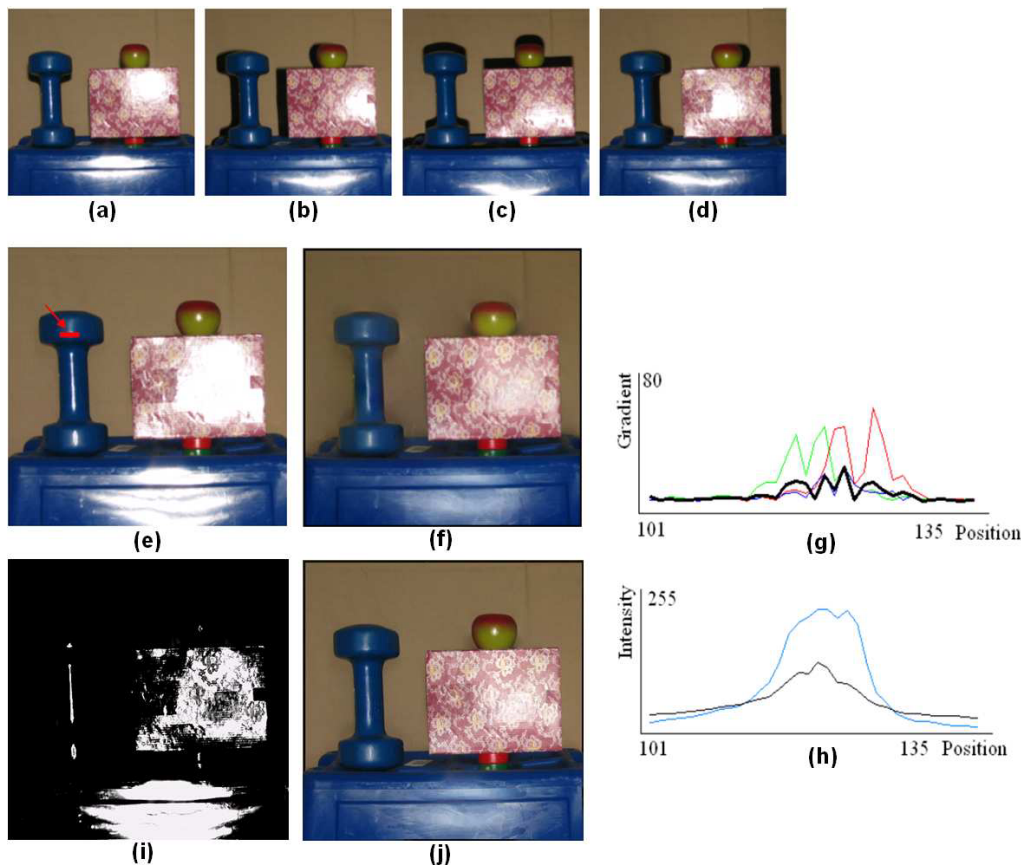 (a) (b) (c) (d)
(e) (f)
80
Gradient
101 135 Position
(g)
255
Intensity
101 135 Position
(h)
(i) (j)